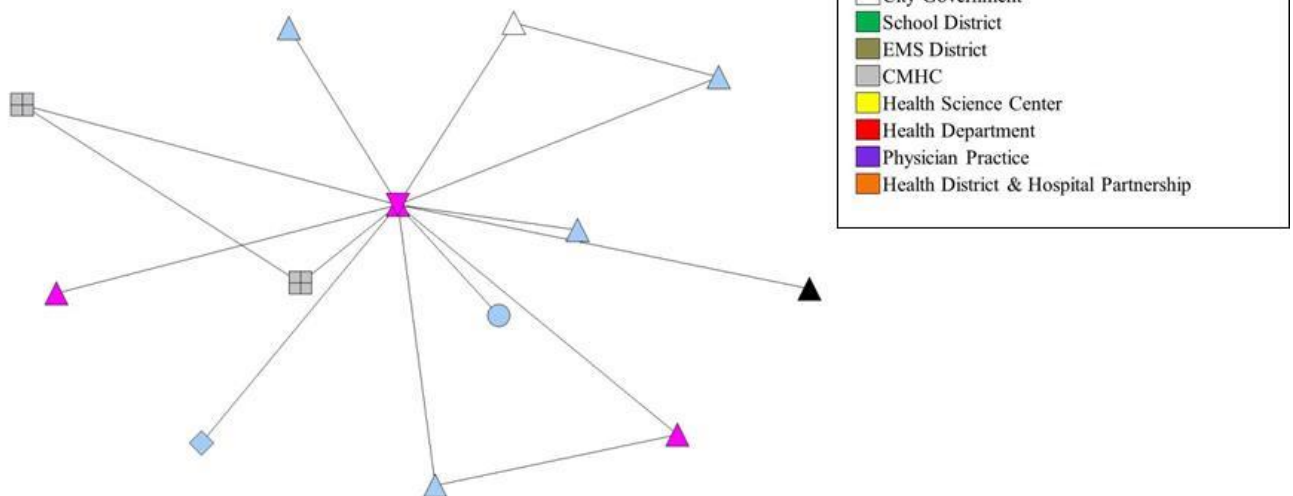 City Government
School District
EMS District
CMHC
Health Science Center
Health Department
Physician Practice
Health District & Hospital Partnership